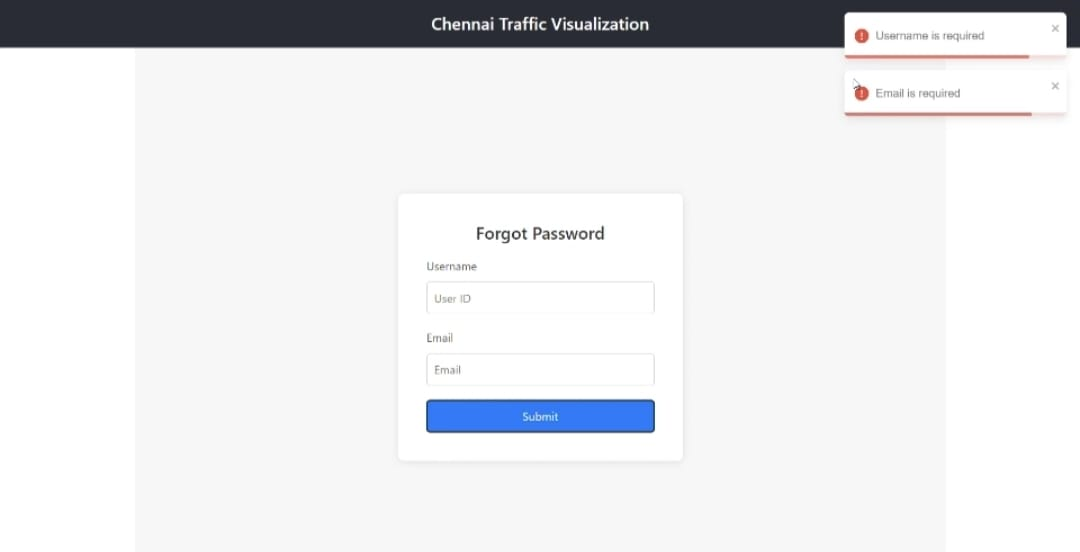 Chennai Traffic Visualization
Username is required
Email is required
Forgot Password
Username
User ID
Email
Email
Submit